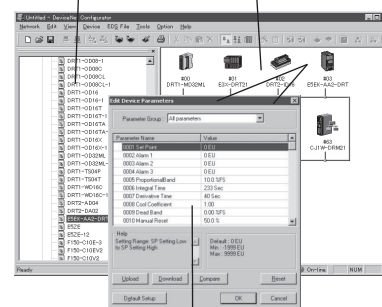 Untitled - DeviceNet Configurator
Network Edit View Device EDS File Tools Option Help
DRT1-OD08-I
DRT1-OD08C
DRT1-OD08CL
DRT1-OD08CL-1
DRT1-OD16
DRT1-OD16-1
DRT1-OD16T
DRT1-OD16T-1
DRT1-OD16TA
DRT1-OD16TA-
DRT1-OD16X
DRT1-OD16X-1
DRT1-OD32ML
DRT1-OD32ML-
DRT1-TS04P
DRT1-TS04T
DRT1-WD16C
DRT1-WD16C-1
DRT2-AD04
DRT2-DA02
E5EK-AA2-DRT
E5ZE
E5ZE-12
F150-C10E-3
F150-C10EV2
F150-C10V2
#00
DRT1-MD32ML
#01
E3X-DRT21
#02
DRT2-ID16
#03
E5EK-AA2-DRT
#63
CJ1W-DRM21
Edit Device Parameters
Parameter Group : All parameters
Parameter Name Value
0001 Set Point 0 EU
0002 Alarm 1 0 EU
0003 Alarm 2 0 EU
0004 Alarm 3 0 EU
0005 ProportionalBand 10.0 %FS
0006 Integral Time 233 Sec
0007 Derivative Time 40 Sec
0008 Cool Coefficient 1.00
0009 Dead Band 0.00 %FS
0010 Manual Reset 50.0 %
Help
Setting Range: SP Setting Low
to SP Setting High
Default : 0 EU
Min : -1999 EU
Max : 9999 EU
Upload Download Compare Reset
Default Setup OK Cancel
Ready
On-line NUM